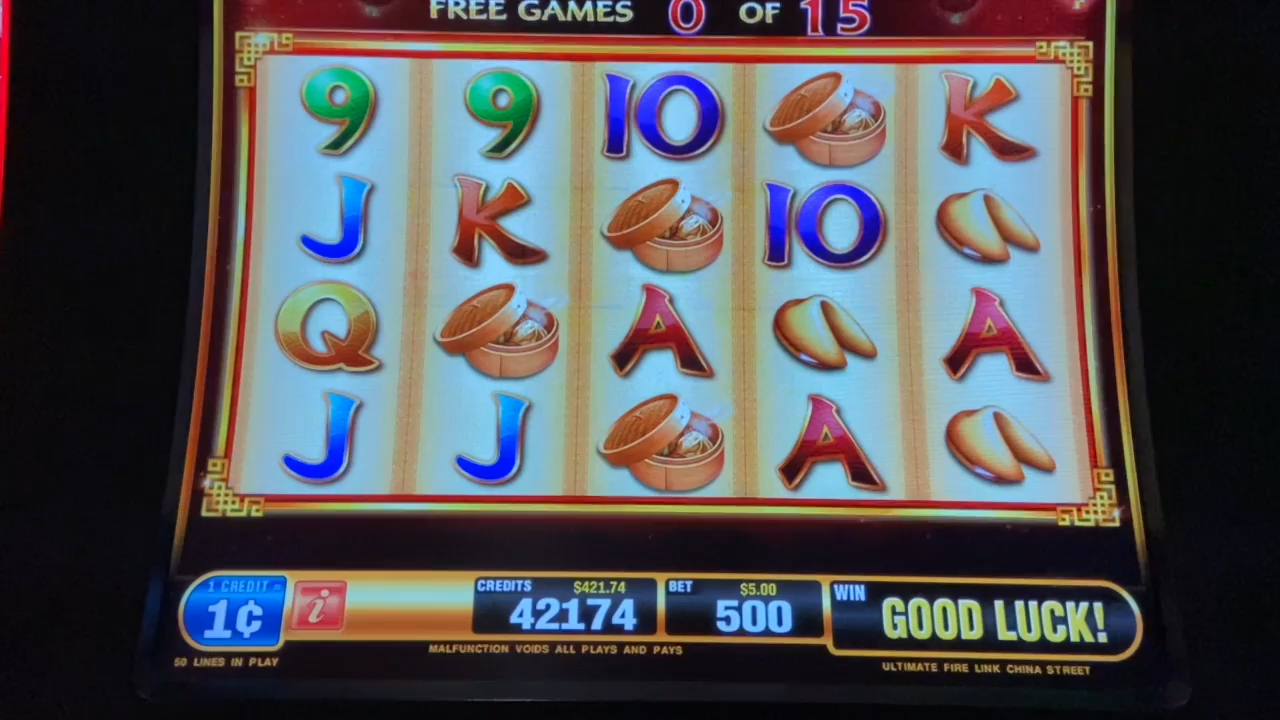 FREE GAMES 0 OF 15
9 9 10 K
J K 10
Q A A
J J A
1 CREDIT =
1¢
i
CREDITS $421.74
42174
BET $5.00
500
WIN
GOOD LUCK!
50 LINES IN PLAY
MALFUNCTION VOIDS ALL PLAYS AND PAYS
ULTIMATE FIRE LINK CHINA STREET